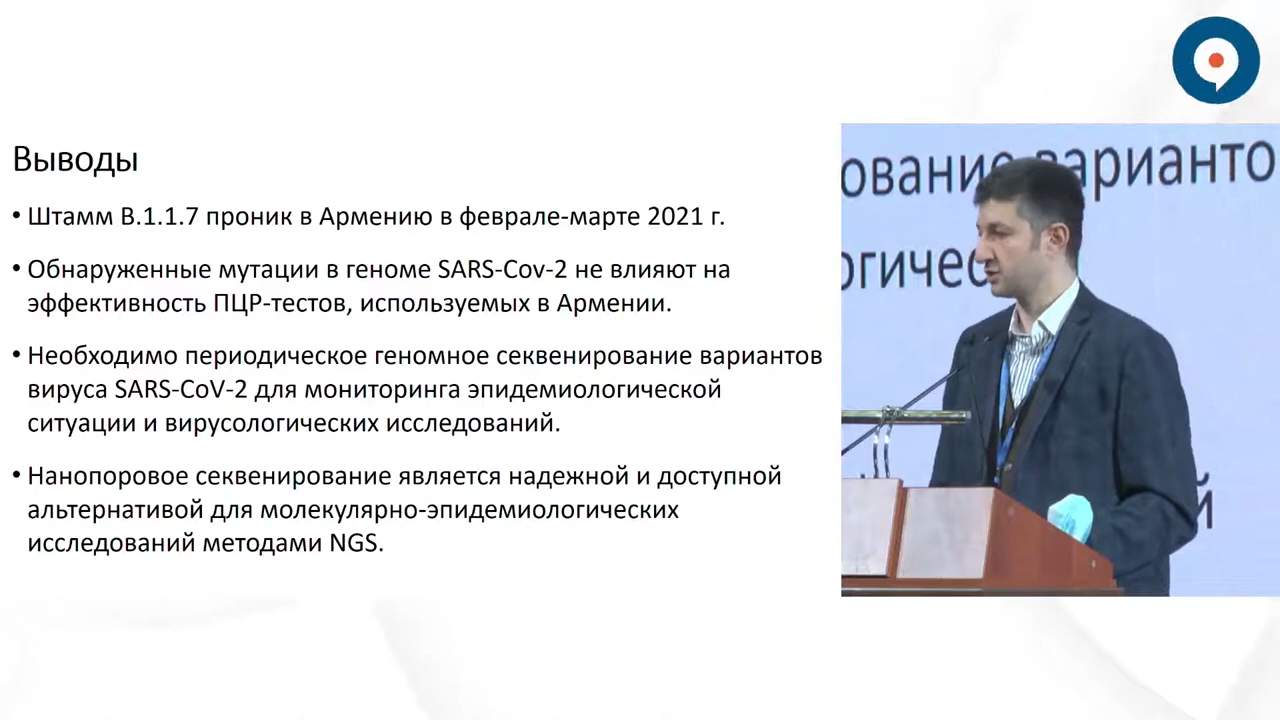 Выводы
• Штамм B.1.1.7 проник в Армению в феврале-марте 2021 г.
• Обнаруженные мутации в геноме SARS-Cov-2 не влияют на
эффективность ПЦР-тестов, используемых в Армении.
• Необходимо периодическое геномное секвенирование вариантов
вируса SARS-CoV-2 для мониторинга эпидемиологической
ситуации и вирусологических исследований.
• Нанопоровое секвенирование является надежной и доступной
альтернативой для молекулярно-эпидемиологических
исследований методами NGS.
ование варианто
огичес
й